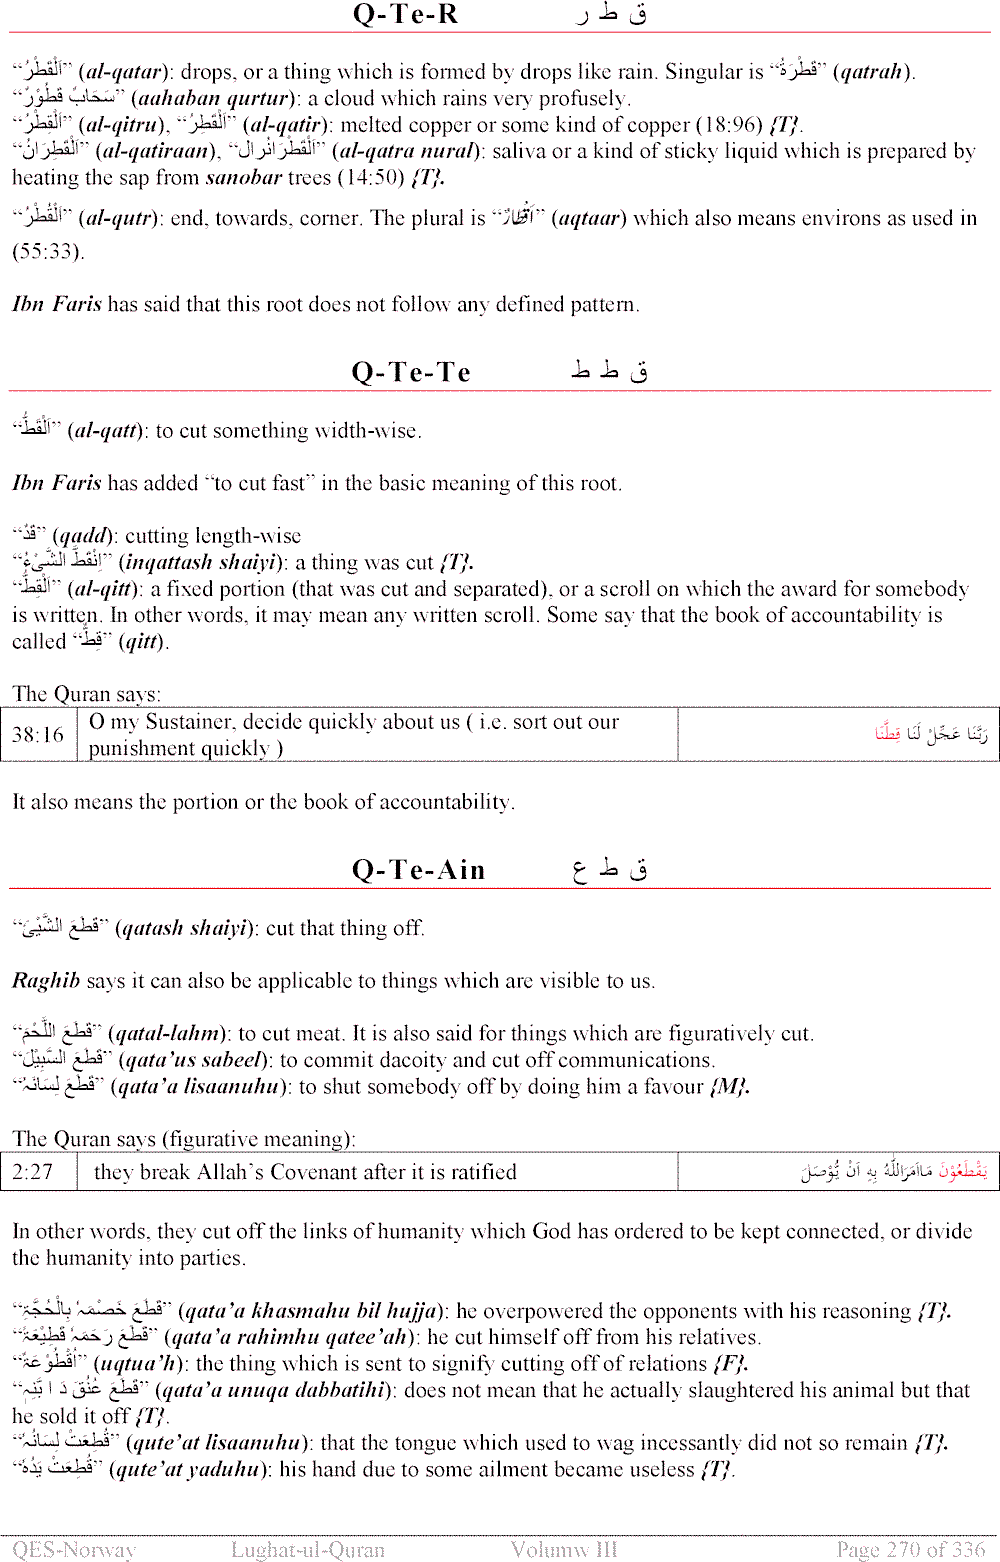 Q-Te-R ق ط ر
“اَلْقَطْرُ” (al-qatar): drops, or a thing which is formed by drops like rain. Singular is “قَطْرَةٌ” (qatrah).
“سَحَابٌ قَطُوْرٌ” (aahaban qurtur): a cloud which rains very profusely.
“اَلْقِطْرُ” (al-qitru), “اَلْقَطِرُ” (al-qatir): melted copper or some kind of copper (18:96) {T}.
“اَلْقَطِرَانُ” (al-qatiraan), “اَلْقَطْرَانُرال” (al-qatra nural): saliva or a kind of sticky liquid which is prepared by
heating the sap from sanobar trees (14:50) {T}.
“اَلْقُطْرُ” (al-qutr): end, towards, corner. The plural is “اَقْطَارٌ” (aqtaar) which also means environs as used in
(55:33).
Ibn Faris has said that this root does not follow any defined pattern.
Q-Te-Te ق ط ط
“اَلْقَطُّ” (al-qatt): to cut something width-wise.
Ibn Faris has added “to cut fast” in the basic meaning of this root.
“قَدٌّ” (qadd): cutting length-wise
“اِنْقَطَّ الشَّیْءُ” (inqattash shaiyi): a thing was cut {T}.
“اَلْقِطُّ” (al-qitt): a fixed portion (that was cut and separated), or a scroll on which the award for somebody
is written. In other words, it may mean any written scroll. Some say that the book of accountability is
called “قِطٌّ” (qitt).
The Quran says:
38:16 O my Sustainer, decide quickly about us ( i.e. sort out our punishment quickly ) رَبَّنَا عَجِّلْ لَنَا قِطَّنَا
It also means the portion or the book of accountability.
Q-Te-Ain ق ط ع
“قَطَعَ الشَّیْئَ” (qatash shaiyi): cut that thing off.
Raghib says it can also be applicable to things which are visible to us.
“قَطَعَ اللَّحْمَ” (qatal-lahm): to cut meat. It is also said for things which are figuratively cut.
“قَطَعَ السَّبِیْلَ” (qata’us sabeel): to commit dacoity and cut off communications.
“قَطَعَ لِسَانَہٗ” (qata’a lisaanuhu): to shut somebody off by doing him a favour {M}.
The Quran says (figurative meaning):
2:27 they break Allah’s Covenant after it is ratified یَقْطَعُوْنَ مَااَمَرَاللّٰهُ بِهٖ اَنْ یُّوْصَلَ
In other words, they cut off the links of humanity which God has ordered to be kept connected, or divide
the humanity into parties.
“قَطَعَ خَصْمَہٗ بِالْحُجَّۃِ” (qata’a khasmahu bil hujja): he overpowered the opponents with his reasoning {T}.
“قَطَعَ رَحَمَہٗ قَطِیْعَۃً” (qata’a rahimhu qatee’ah): he cut himself off from his relatives.
“اُقْطُوْعَۃٌ” (uqtua’h): the thing which is sent to signify cutting off of relations {F}.
“قَطَعَ عُنُقَ دَ ا بَّتِہٖ” (qata’a unuqa dabbatihi): does not mean that he actually slaughtered his animal but that
he sold it off {T}.
“قُطِعَتْ لِسَانُہٗ” (qute’at lisaanuhu): that the tongue which used to wag incessantly did not so remain {T}.
“قُطِعَتْ یَدُہٗ” (qute’at yaduhu): his hand due to some ailment became useless {T}.
QES-Norway Lughat-ul-Quran Volumw III Page 270 of 336